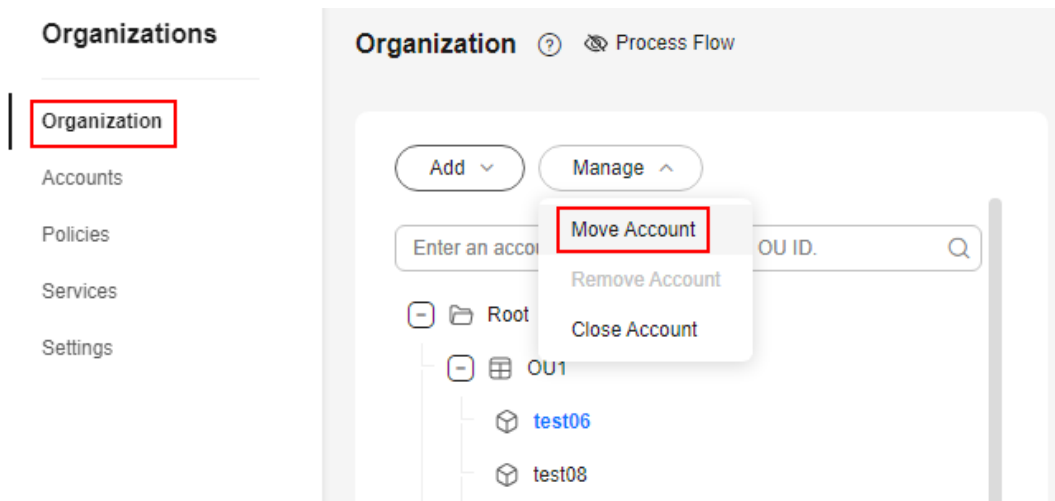 Organizations
Organization
Accounts
Policies
Services
Settings
Organization ? Process Flow
Add Manage
Move Account
Enter an accou OU ID.
Remove Account
Close Account
Root
OU1
test06
test08